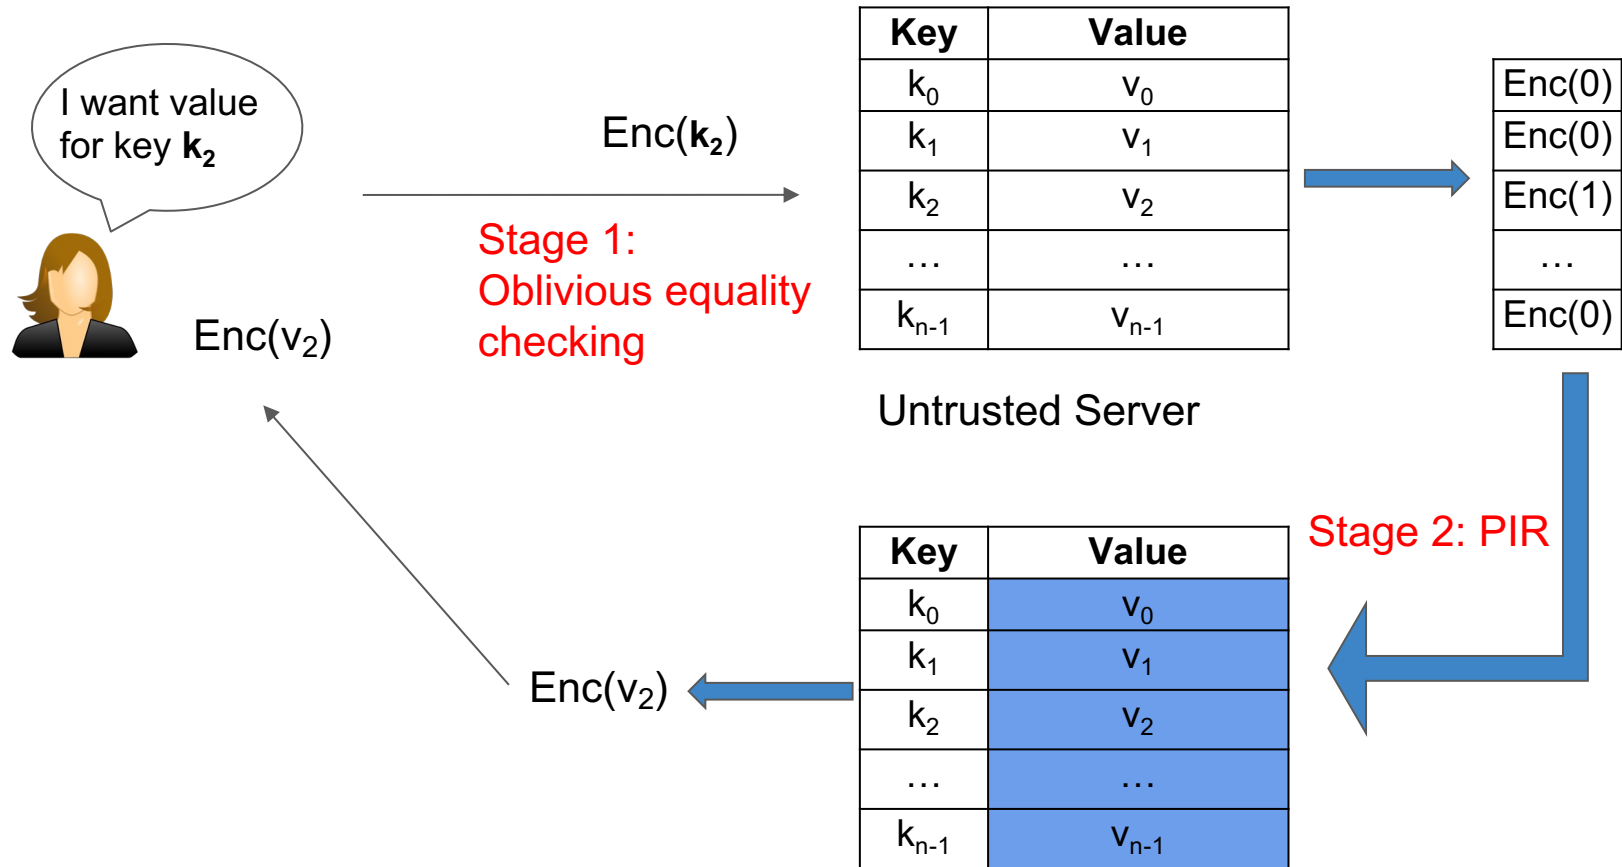 I want value
for key k₂
Enc(k₂)
Stage 1:
Oblivious equality
checking
Enc(v₂)
Key Value
k₀ v₀
k₁ v₁
k₂ v₂
… …
kₙ₋₁ vₙ₋₁
Untrusted Server
Enc(0)
Enc(0)
Enc(1)
…
Enc(0)
Stage 2: PIR
Key Value
k₀ v₀
k₁ v₁
k₂ v₂
… …
kₙ₋₁ vₙ₋₁
Enc(v₂)